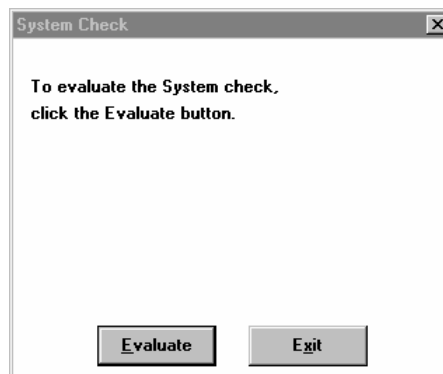 System Check
To evaluate the System check,
click the Evaluate button.
Evaluate
Exit